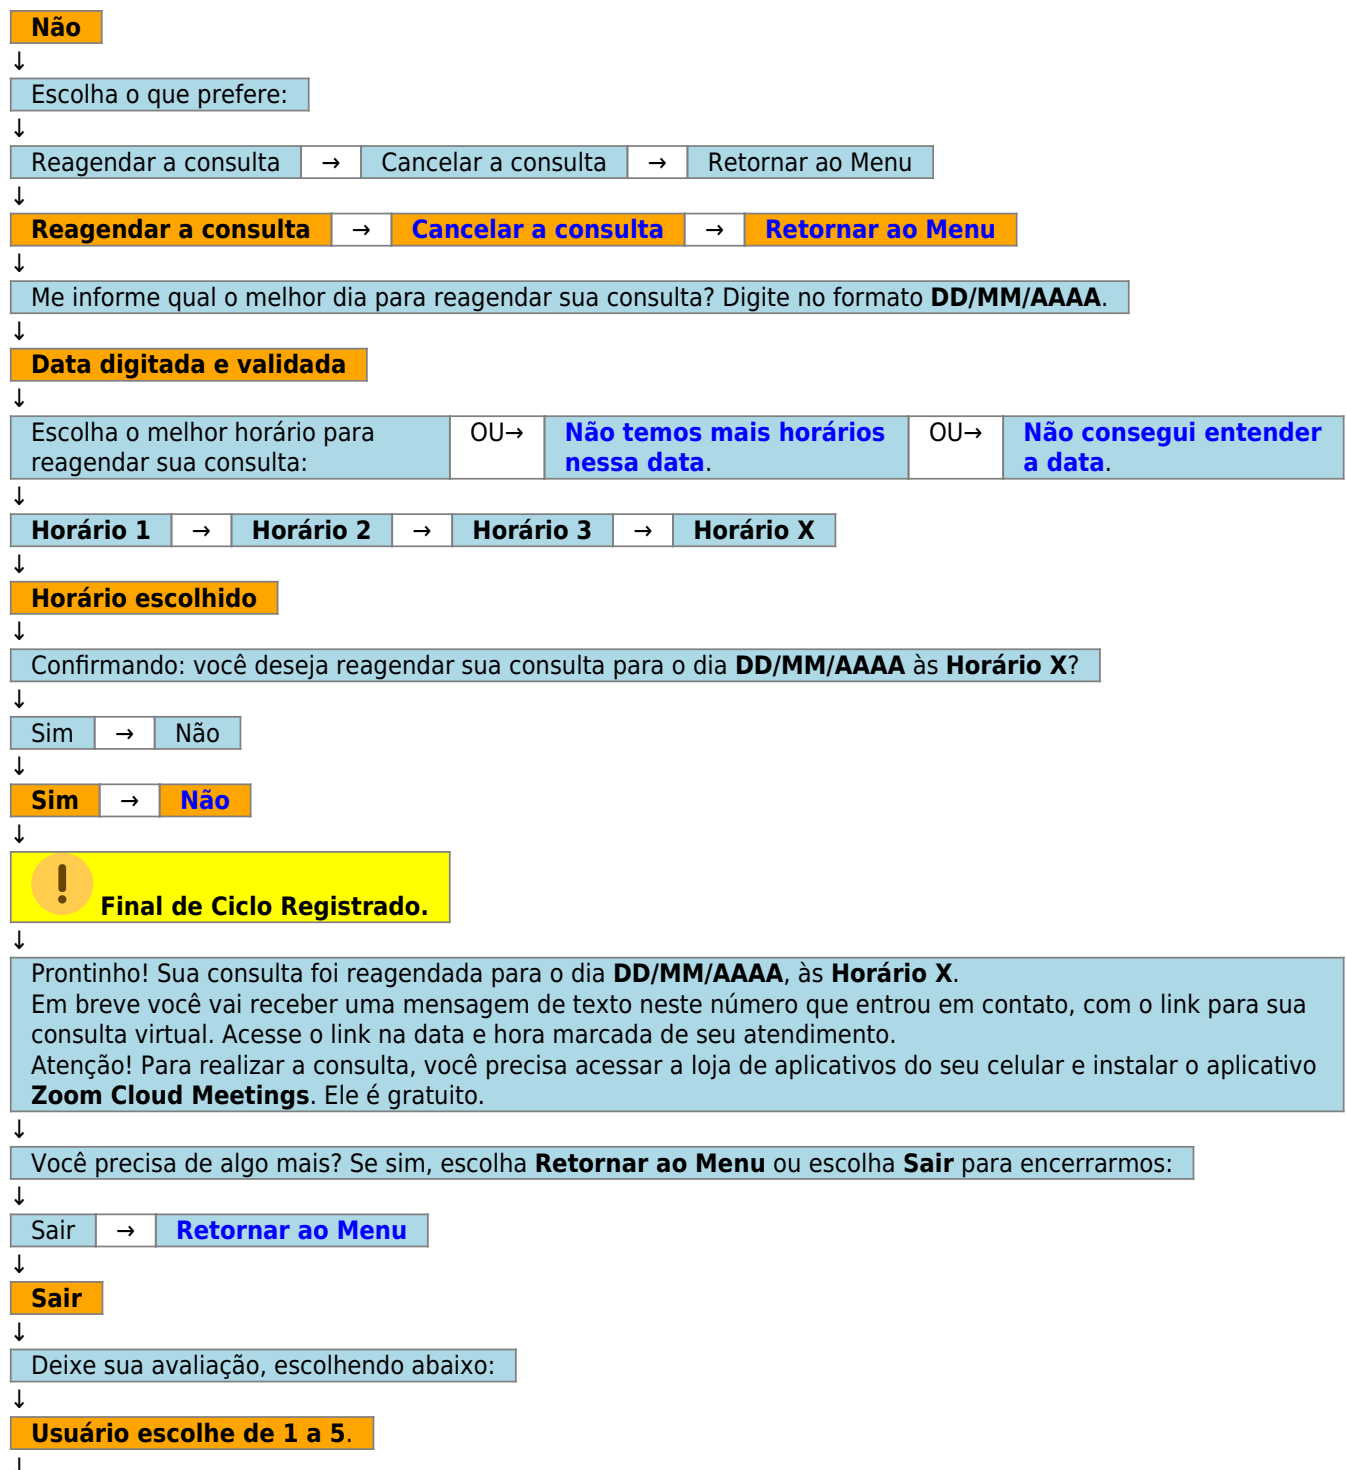 Não
↓
Escolha o que prefere:
↓
Reagendar a consulta → Cancelar a consulta → Retornar ao Menu
↓
Reagendar a consulta → Cancelar a consulta → Retornar ao Menu
↓
Me informe qual o melhor dia para reagendar sua consulta? Digite no formato DD/MM/AAAA.
↓
Data digitada e validada
↓
Escolha o melhor horário para OU→ Não temos mais horários OU→ Não consegui entender
reagendar sua consulta: nessa data. a data.
↓
Horário 1 → Horário 2 → Horário 3 → Horário X
↓
Horário escolhido
↓
Confirmando: você deseja reagendar sua consulta para o dia DD/MM/AAAA às Horário X?
↓
Sim → Não
↓
Sim → Não
↓
Final de Ciclo Registrado.
↓
Prontinho! Sua consulta foi reagendada para o dia DD/MM/AAAA, às Horário X.
Em breve você vai receber uma mensagem de texto neste número que entrou em contato, com o link para sua
consulta virtual. Acesse o link na data e hora marcada de seu atendimento.
Atenção! Para realizar a consulta, você precisa acessar a loja de aplicativos do seu celular e instalar o aplicativo
Zoom Cloud Meetings. Ele é gratuito.
↓
Você precisa de algo mais? Se sim, escolha Retornar ao Menu ou escolha Sair para encerrarmos:
↓
Sair → Retornar ao Menu
↓
Sair
↓
Deixe sua avaliação, escolhendo abaixo:
↓
Usuário escolhe de 1 a 5.